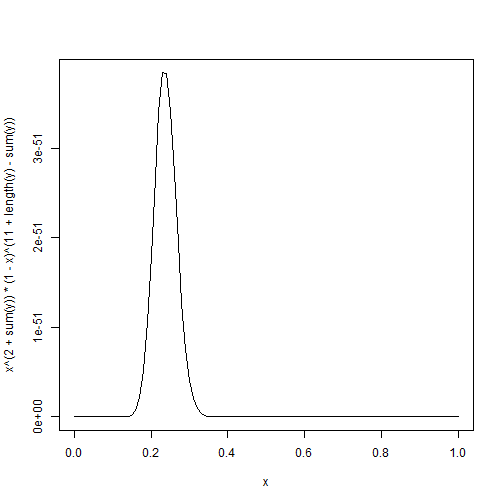 x^(2 + sum(y)) * (1 - x)^(11 + length(y) - sum(y))
3e-51
2e-51
1e-51
0e+00
0.0 0.2 0.4 0.6 0.8 1.0
x